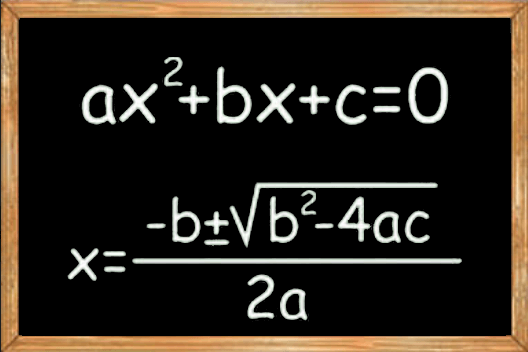 ax²+bx+c=0
x= -b±√b²-4ac / 2a